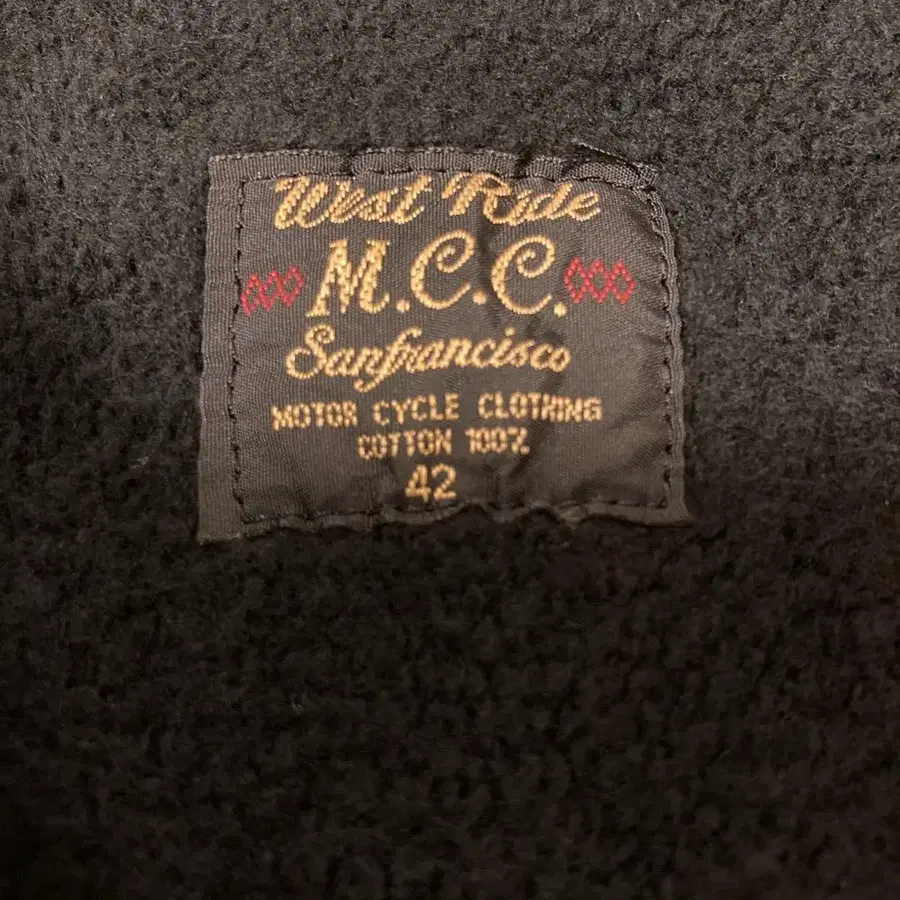 West Ride
M.C.C.
Sanfrancisco
MOTOR CYCLE CLOTHING
COTTON 100%
42